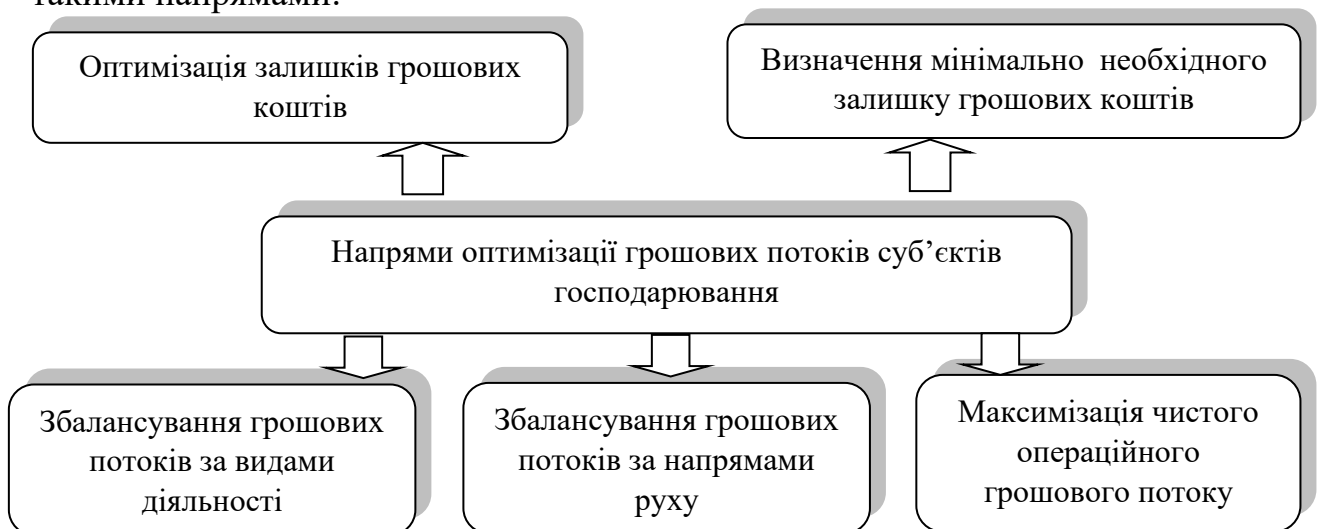 такими напрямами:
Оптимізація залишків грошових
коштів
Визначення мінімально необхідного
залишку грошових коштів
Напрями оптимізації грошових потоків суб’єктів
господарювання
Збалансування грошових
потоків за видами
діяльності
Збалансування грошових
потоків за напрямами
руху
Максимізація чистого
операційного
грошового потоку